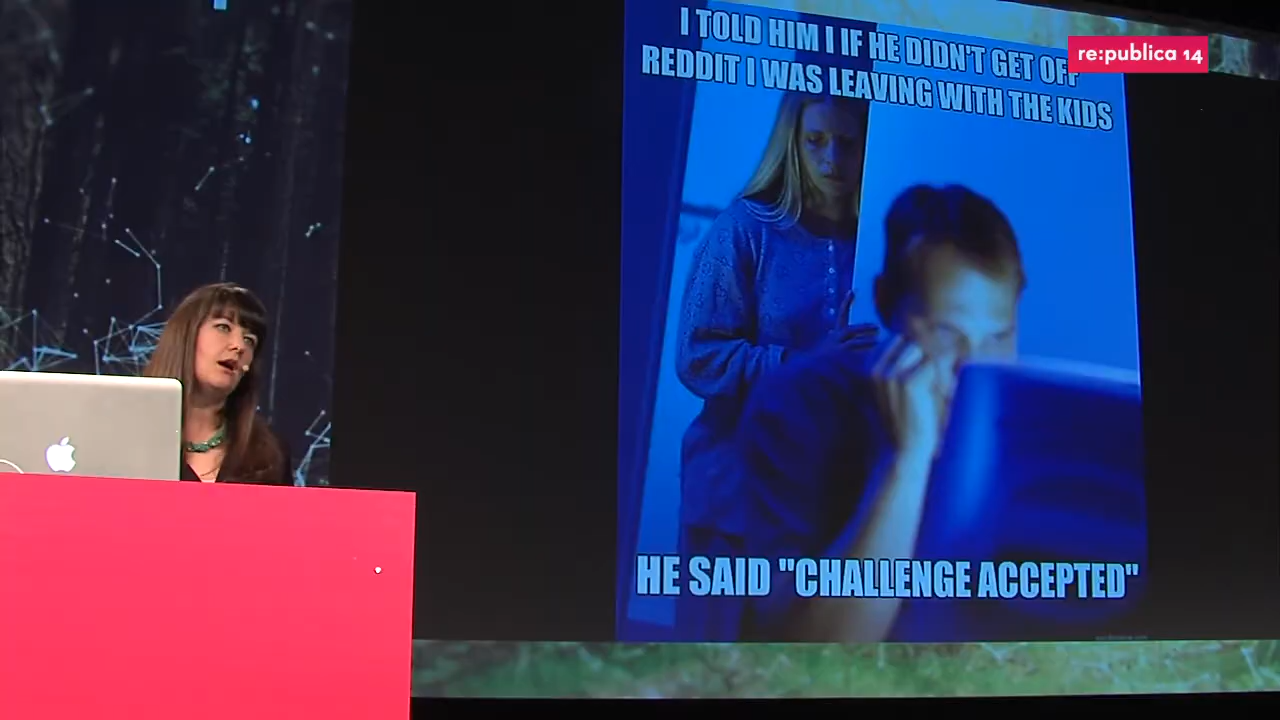 I TOLD HIM I IF HE DIDN'T GET OFF
REDDIT I WAS LEAVING WITH THE KIDS
re:publica 14
HE SAID "CHALLENGE ACCEPTED"